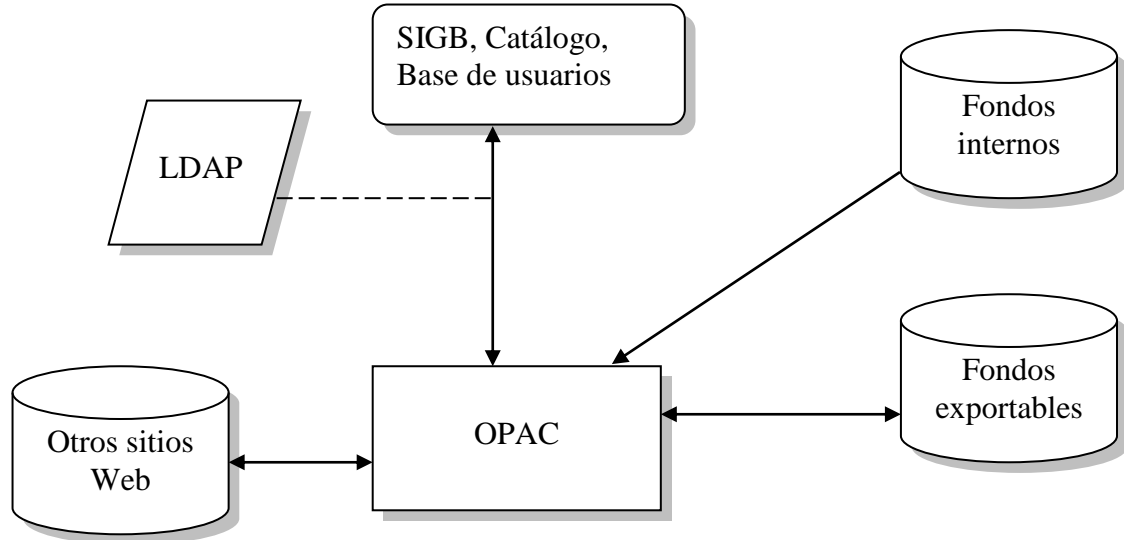 SIGB, Catálogo,
Base de usuarios
Fondos
internos
LDAP
Fondos
exportables
OPAC
Otros sitios
Web